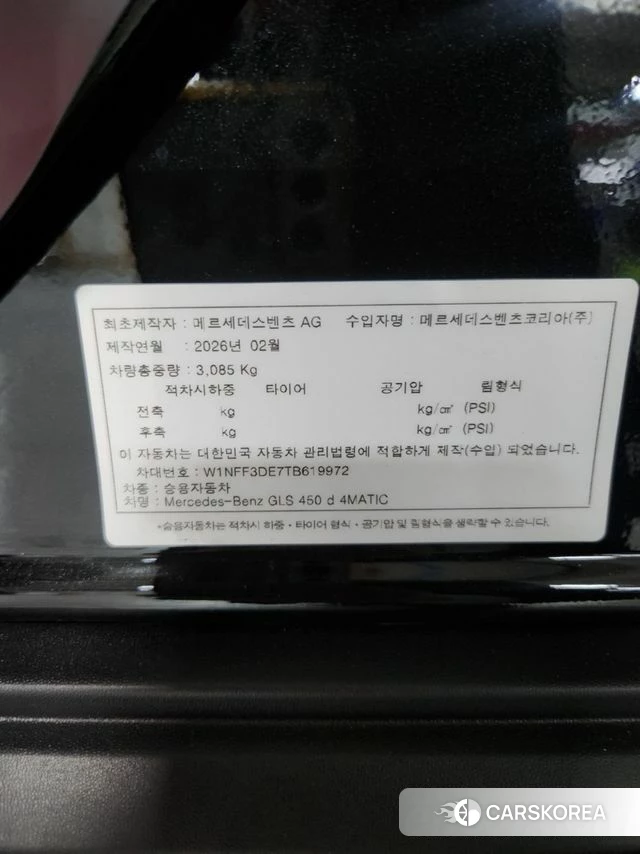 최초제작자 : 메르세데스벤츠 AG 수입자명 : 메르세데스벤츠코리아(주)
제작연월 : 2026년 02월
차량총중량 : 3,085 Kg
적차시하중 타이어 공기압 림형식
전축 kg kg/㎠ (PSI)
후축 kg kg/㎠ (PSI)
이 자동차는 대한민국 자동차 관리법령에 적합하게 제작(수입) 되었습니다.
차대번호 : W1NFF3DE7TB619972
차종 : 승용자동차
차명 : Mercedes-Benz GLS 450 d 4MATIC
*승용자동차는 적차시 하중·타이어 형식·공기압 및 림형식을 생략할 수 있습니다.
CARSKOREA